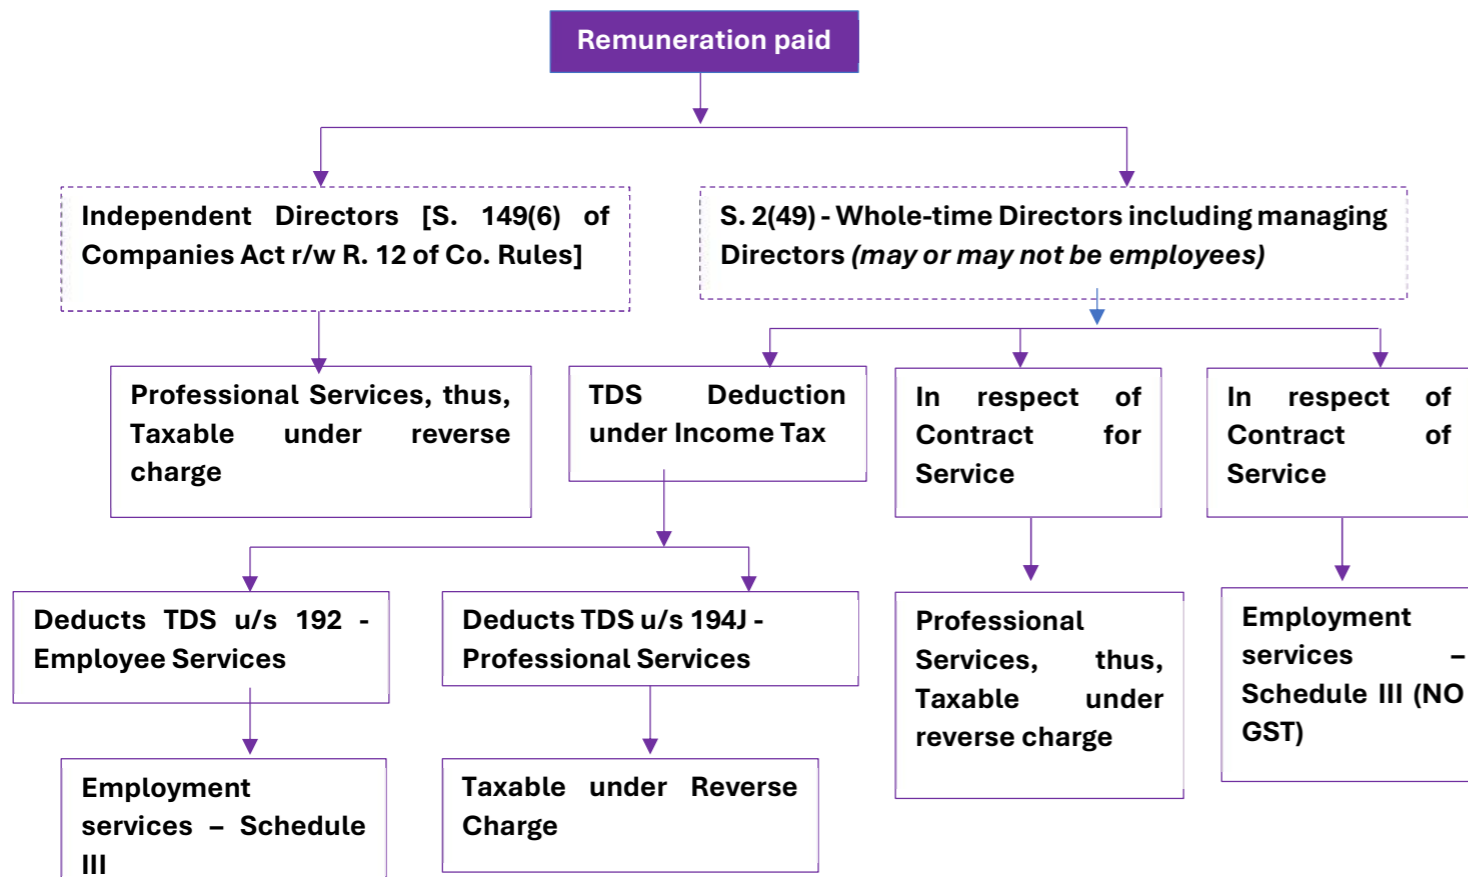 Remuneration paid
Independent Directors [S. 149(6) of
Companies Act r/w R. 12 of Co. Rules]
S. 2(49) - Whole-time Directors including managing
Directors (may or may not be employees)
Professional Services, thus,
Taxable under reverse
charge
TDS Deduction
under Income Tax
In respect of
Contract for
Service
In respect of
Contract of
Service
Deducts TDS u/s 192 -
Employee Services
Deducts TDS u/s 194J -
Professional Services
Professional
Services, thus,
Taxable under
reverse charge
Employment
services –
Schedule III (NO
GST)
Employment
services – Schedule
III
Taxable under Reverse
Charge